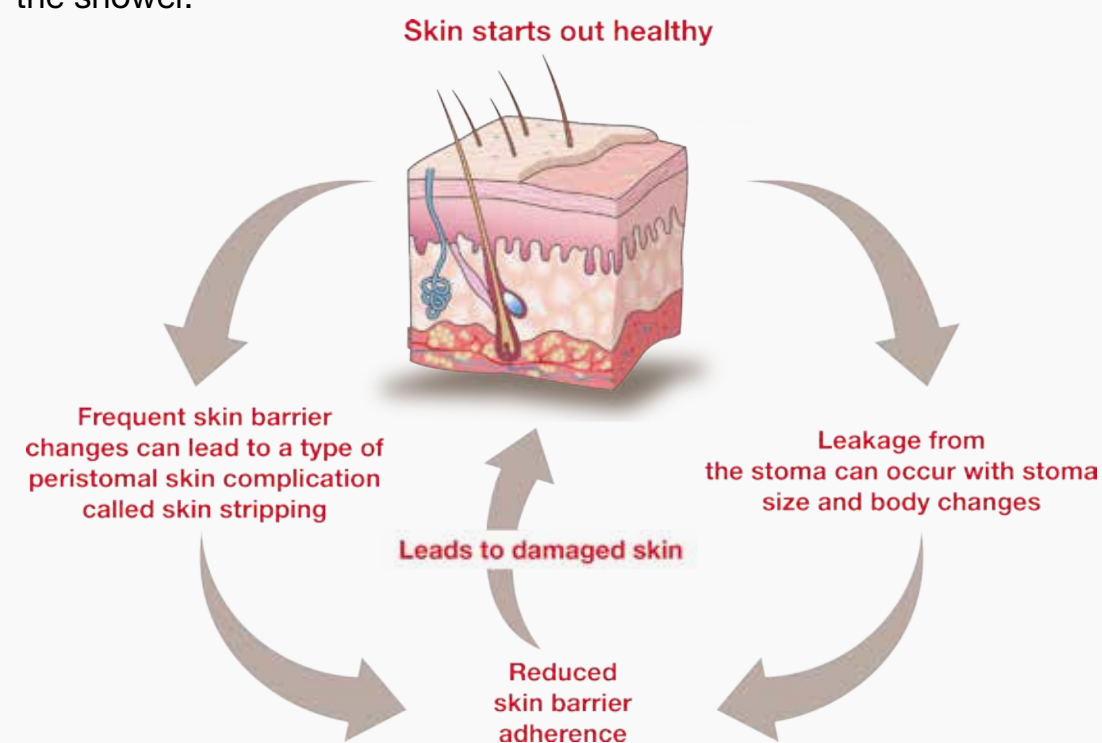 the shower.
Skin starts out healthy
Frequent skin barrier
changes can lead to a type of
peristomal skin complication
called skin stripping
Leakage from
the stoma can occur with stoma
size and body changes
Leads to damaged skin
Reduced
skin barrier
adherence